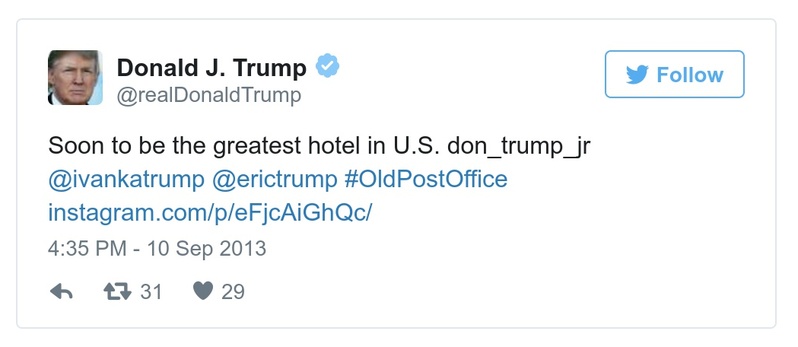 Donald J. Trump
@realDonaldTrump
Follow
Soon to be the greatest hotel in U.S. don_trump_jr
@ivankatrump @erictrump #OldPostOffice
instagram.com/p/eFjcAiGhQc/
4:35 PM - 10 Sep 2013
31 29